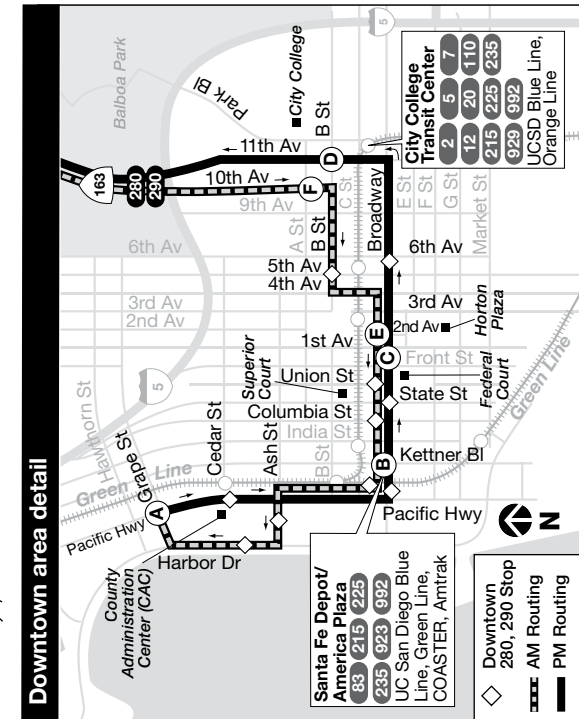 Downtown area detail
Balboa Park
5
163
280
290
Park Bl
City College
B St
11th Av
10th Av
9th Av
A St
B St
C St
D
F
Broadway
E St
F St
G St
Market St
City College
Transit Center
2 5 7
12 20 110
215 225 235
929 992
UCSD Blue Line,
Orange Line
6th Av
6th Av
5th Av
4th Av
3rd Av
2nd Av
3rd Av
2nd Av
Horton
Plaza
1st Av
E
C
Front St
Superior
Court
Union St
State St
Federal
Court
Columbia St
India St
5
Hawthorn St
Grape St
Cedar St
Ash St
B St
Kettner Bl
B
Green Line
Green Line
Pacific Hwy
A
Pacific Hwy
Harbor Dr
County
Administration
Center (CAC)
Santa Fe Depot/
America Plaza
83 215 225
235 923 992
UC San Diego Blue
Line, Green Line,
COASTER, Amtrak
N
Downtown
280, 290 Stop
AM Routing
PM Routing